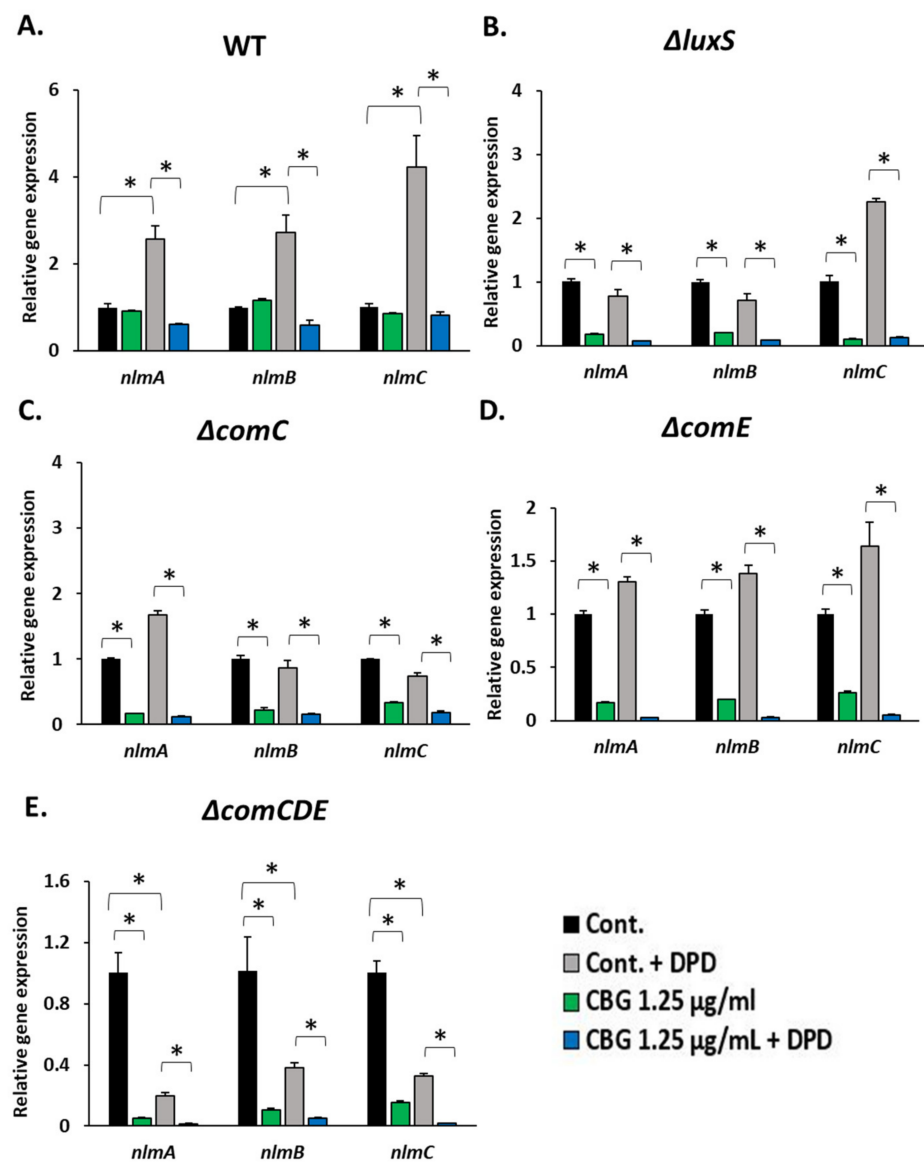 A.
WT
Relative gene expression
6
4
2
0
* * * * * *
nlmA nlmB nlmC
B.
ΔluxS
Relative gene expression
4
3
2
1
0
* * * * * *
nlmA nlmB nlmC
C.
ΔcomC
Relative gene expression
4
3
2
1
0
* * * * * *
nlmA nlmB nlmC
D.
ΔcomE
Relative gene expression
2
1.5
1
0.5
0
* * * * * *
nlmA nlmB nlmC
E.
ΔcomCDE
Relative gene expression
1.6
1.2
0.8
0.4
0
* * * * * * * * *
nlmA nlmB nlmC
Cont.
Cont. + DPD
CBG 1.25 µg/ml
CBG 1.25 µg/mL + DPD